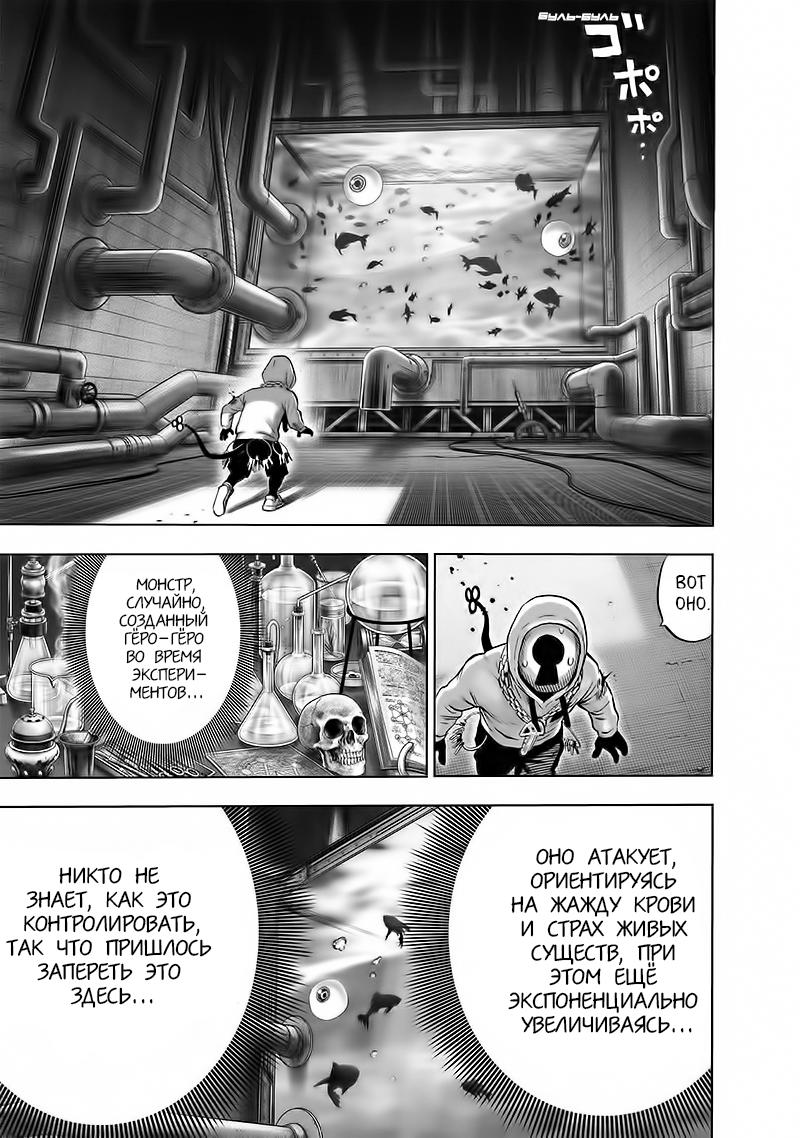 БУЛЬ-БУЛЬ
ゴポポ...
ВОТ
ОНО.
МОНСТР,
СЛУЧАЙНО,
СОЗДАННЫЙ
ГЁРО-ГЁРО
ВО ВРЕМЯ
ЭКСПЕРИ-
МЕНТОВ...
ОНО АТАКУЕТ,
ОРИЕНТИРУЯСЬ
НА ЖАЖДУ КРОВИ
И СТРАХ ЖИВЫХ
СУЩЕСТВ, ПРИ
ЭТОМ ЕЩЁ
ЭКСПОНЕНЦИАЛЬНО
УВЕЛИЧИВАЯСЬ...
НИКТО НЕ
ЗНАЕТ, КАК ЭТО
КОНТРОЛИРОВАТЬ,
ТАК ЧТО ПРИШЛОСЬ
ЗАПЕРЕТЬ ЭТО
ЗДЕСЬ...